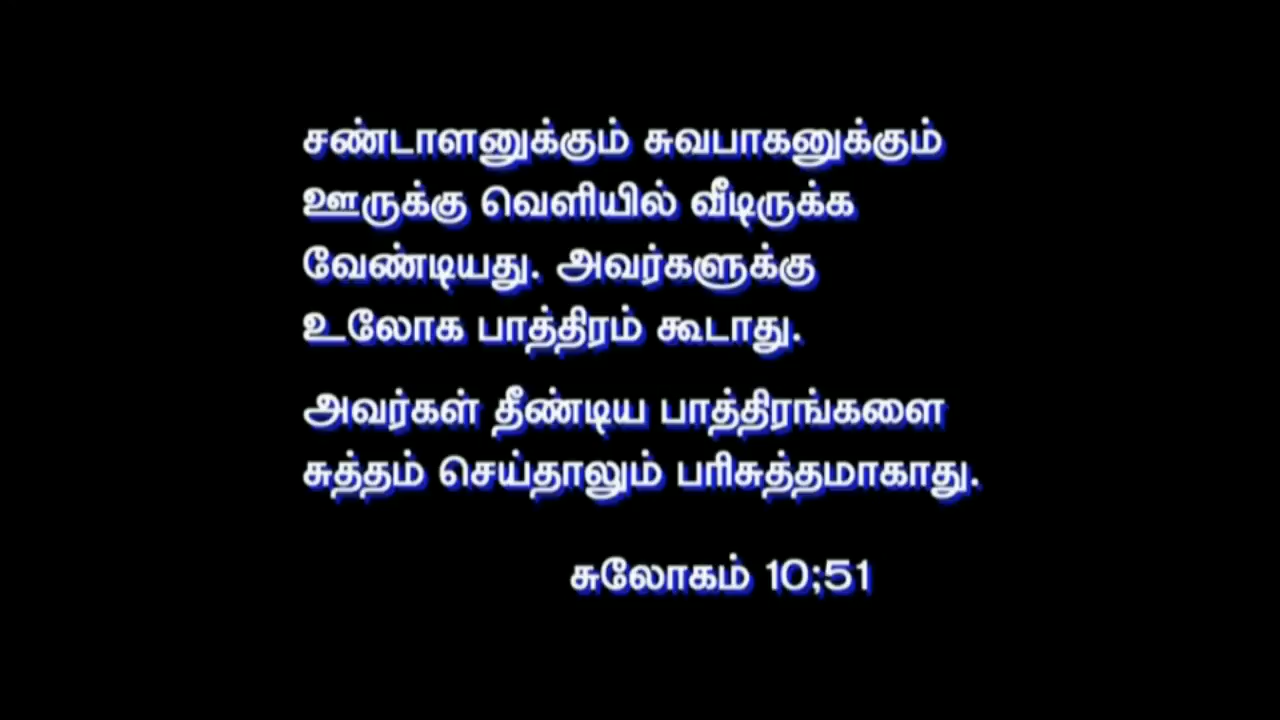 சண்டாளனுக்கும் சுவபாகனுக்கும்
ஊருக்கு வெளியில் வீடிருக்க
வேண்டியது. அவர்களுக்கு
உலோக பாத்திரம் கூடாது.
அவர்கள் தீண்டிய பாத்திரங்களை
சுத்தம் செய்தாலும் பரிசுத்தமாகாது.
சுலோகம் 10;51